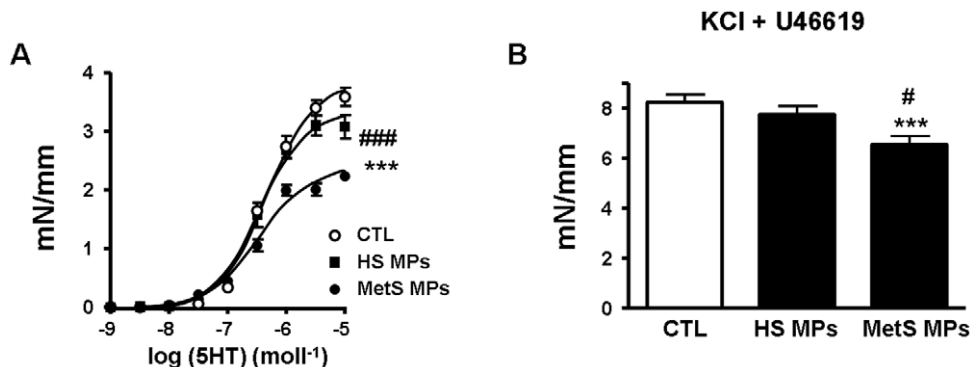 KCl + U46619
A
B
4
3
2
1
0
mN/mm
###
***
CTL
HS MPs
MetS MPs
-9
-8
-7
-6
-5
log (5HT) (moll-1)
8
6
4
2
0
mN/mm
#
***
CTL
HS MPs
MetS MPs